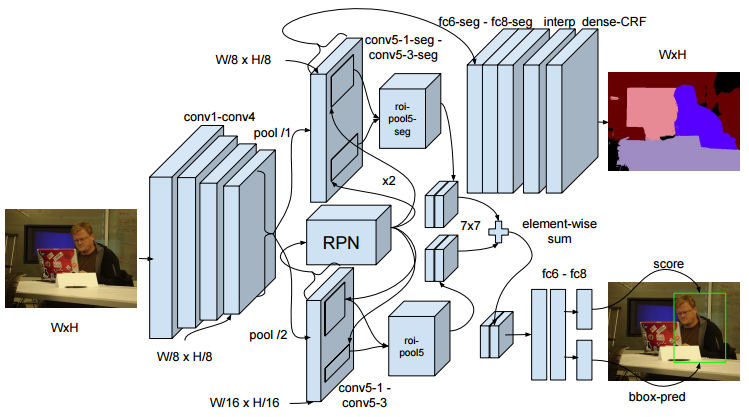 fc6-seg - fc8-seg interp dense-CRF
conv5-1-seg -
conv5-3-seg
WxH
W/8 x H/8
roi-
pool5-
seg
conv1-conv4
pool /1
x2
RPN
7x7
element-wise
sum
score
fc6 - fc8
WxH
pool /2
roi-
pool5
W/8 x H/8
conv5-1 -
conv5-3
W/16 x H/16
bbox-pred